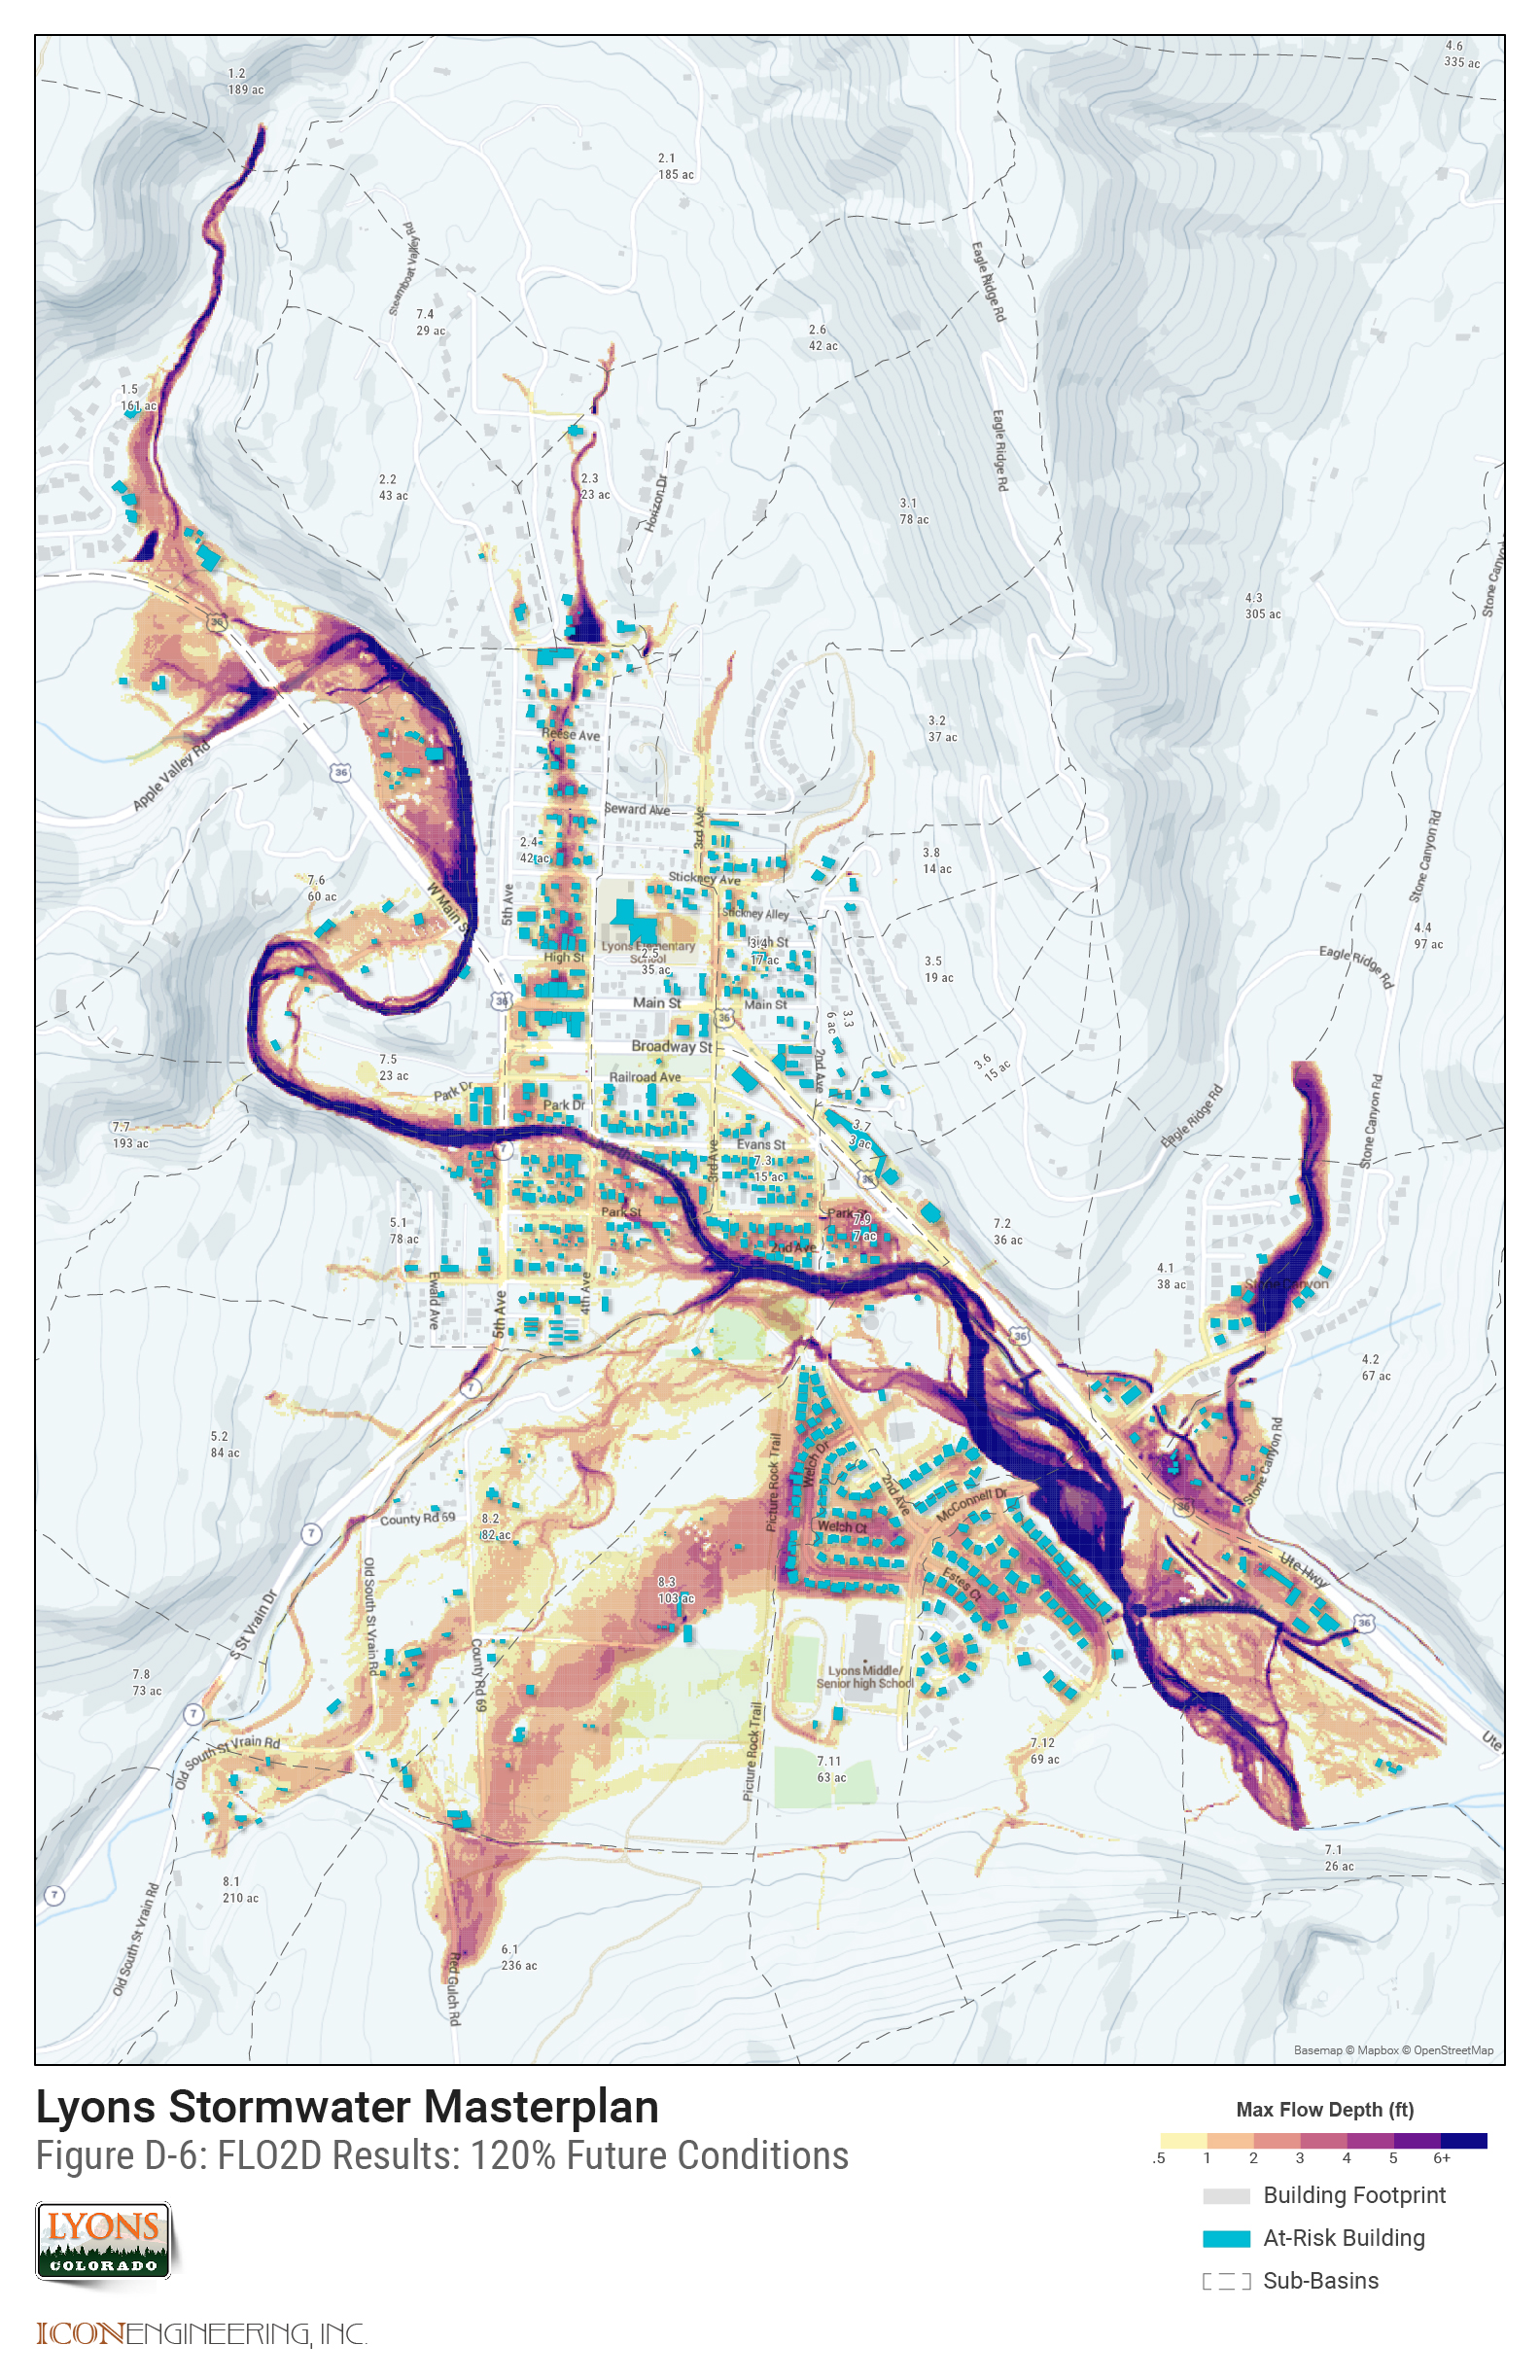 4.6
335 ac
1.2
189 ac
2.1
185 ac
Steamboat Valley Rd
Eagle Ridge Rd
7.4
29 ac
2.6
42 ac
1.5
161 ac
Eagle Ridge Rd
2.2
43 ac
2.3
23 ac
Horizon Dr
3.1
78 ac
4.3
305 ac
36
3.2
37 ac
Reese Ave
Apple Valley Rd
36
Seward Ave
3rd Ave
2.4
42 ac
3.8
14 ac
Stone Canyon Rd
7.6
60 ac
W Main St
5th Ave
Stickney Ave
Stickney Alley
4.4
97 ac
High St
3.4
17 ac
Lyons Elementary
School
2.5
35 ac
High St
3.5
19 ac
Eagle Ridge Rd
36
Main St
Main St
36
3.3
6 ac
Broadway St
2nd Ave
7.5
23 ac
Railroad Ave
3.6
15 ac
Park Dr
Park Dr
Eagle Ridge Rd
Stone Canyon Rd
7.7
193 ac
7
Evans St
3rd Ave
7.3
15 ac
3.7
3 ac
36
5.1
78 ac
Park St
7.9
7 ac
7.2
36 ac
2nd Ave
4.1
38 ac
Stone Canyon
Ewald Ave
5th Ave
4th Ave
36
4.2
67 ac
7
5.2
84 ac
Picture Rock Trail
Welch Dr
2nd Ave
McConnell Dr
Stone Canyon Rd
County Rd 69
8.2
82 ac
7
Welch Ct
36
Ute Hwy
Old South St Vrain Rd
8.3
103 ac
Estes Ct
S St Vrain Dr
36
County Rd 69
Lyons Middle/
Senior high School
7.8
73 ac
7
Old South St Vrain Rd
Picture Rock Trail
7.11
63 ac
7.12
69 ac
Ute
7.1
26 ac
8.1
210 ac
7
Old South St Vrain Rd
6.1
236 ac
Red Gulch Rd
Basemap © Mapbox © OpenStreetMap
Lyons Stormwater Masterplan
Figure D-6: FLO2D Results: 120% Future Conditions
Max Flow Depth (ft)
.5 1 2 3 4 5 6+
Building Footprint
At-Risk Building
Sub-Basins
LYONS
COLORADO
ICONENGINEERING, INC.